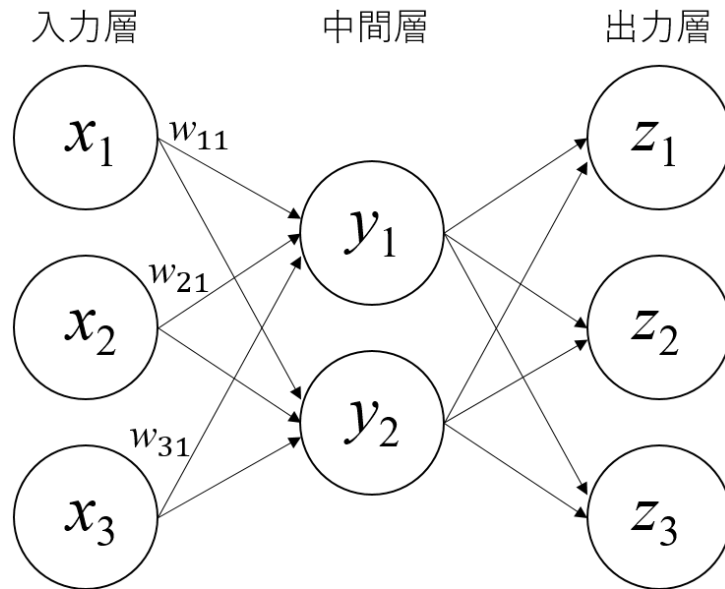 入力層 中間層 出力層
x₁ w₁₁ z₁
y₁
w₂₁
x₂ z₂
y₂
w₃₁
x₃ z₃